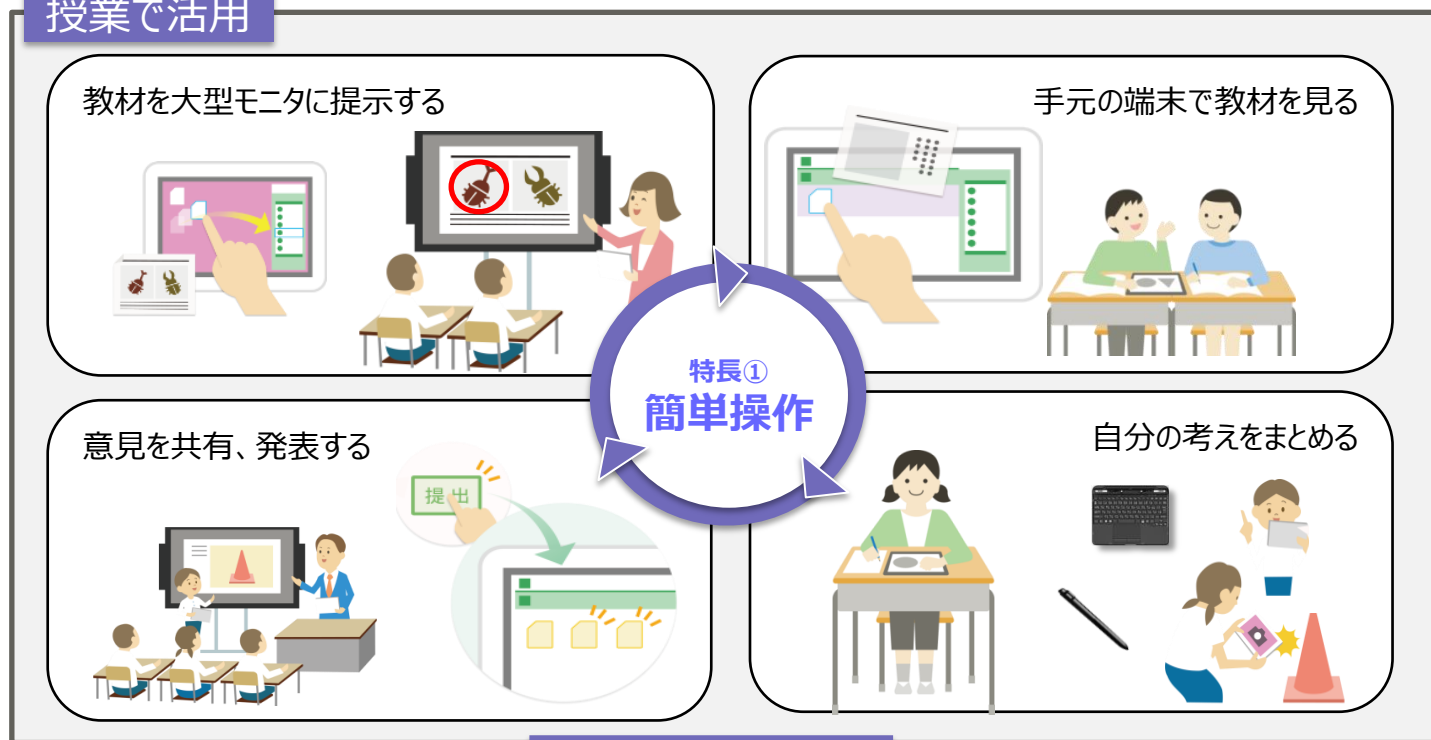 授業で活用
教材を大型モニタに提示する
手元の端末で教材を見る
特長①
簡単操作
意見を共有、発表する
提出
自分の考えをまとめる